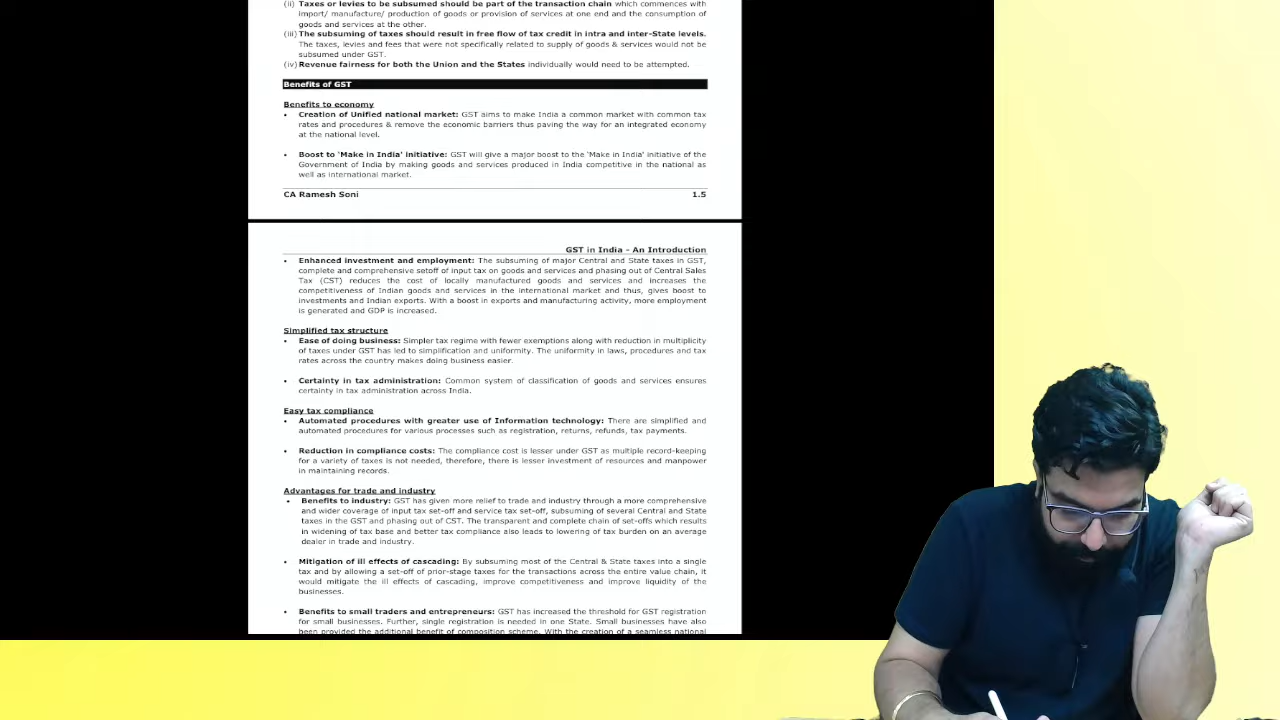 (ii) Taxes or levies to be subsumed should be part of the transaction chain which commences with
import/ manufacture/ production of goods or provision of services at one end and the consumption of
goods and services at the other.
(iii) The subsuming of taxes should result in free flow of tax credit in intra and inter-State levels.
The taxes, levies and fees that were not specifically related to supply of goods & services would not be
subsumed under GST.
(iv) Revenue fairness for both the Union and the States individually would need to be attempted.
Benefits of GST
Benefits to economy
• Creation of Unified national market: GST aims to make India a common market with common tax
rates and procedures & remove the economic barriers thus paving the way for an integrated economy
at the national level.
• Boost to 'Make in India' initiative: GST will give a major boost to the 'Make in India' initiative of the
Government of India by making goods and services produced in India competitive in the national as
well as international market.
CA Ramesh Soni 1.5
GST in India - An Introduction
• Enhanced investment and employment: The subsuming of major Central and State taxes in GST,
complete and comprehensive setoff of input tax on goods and services and phasing out of Central Sales
Tax (CST) reduces the cost of locally manufactured goods and services and increases the
competitiveness of Indian goods and services in the international market and thus, gives boost to
investments and Indian exports. With a boost in exports and manufacturing activity, more employment
is generated and GDP is increased.
Simplified tax structure
• Ease of doing business: Simpler tax regime with fewer exemptions along with reduction in multiplicity
of taxes under GST has led to simplification and uniformity. The uniformity in laws, procedures and tax
rates across the country makes doing business easier.
• Certainty in tax administration: Common system of classification of goods and services ensures
certainty in tax administration across India.
Easy tax compliance
• Automated procedures with greater use of Information technology: There are simplified and
automated procedures for various processes such as registration, returns, refunds, tax payments.
• Reduction in compliance costs: The compliance cost is lesser under GST as multiple record-keeping
for a variety of taxes is not needed, therefore, there is lesser investment of resources and manpower
in maintaining records.
Advantages for trade and industry
• Benefits to industry: GST has given more relief to trade and industry through a more comprehensive
and wider coverage of input tax set-off and service tax set-off, subsuming of several Central and State
taxes in the GST and phasing out of CST. The transparent and complete chain of set-offs which results
in widening of tax base and better tax compliance also leads to lowering of tax burden on an average
dealer in trade and industry.
• Mitigation of ill effects of cascading: By subsuming most of the Central & State taxes into a single
tax and by allowing a set-off of prior-stage taxes for the transactions across the entire value chain, it
would mitigate the ill effects of cascading, improve competitiveness and improve liquidity of the
businesses.
• Benefits to small traders and entrepreneurs: GST has increased the threshold for GST registration
for small businesses. Further, single registration is needed in one State. Small businesses have also
been provided the additional benefit of composition scheme. With the creation of a seamless national